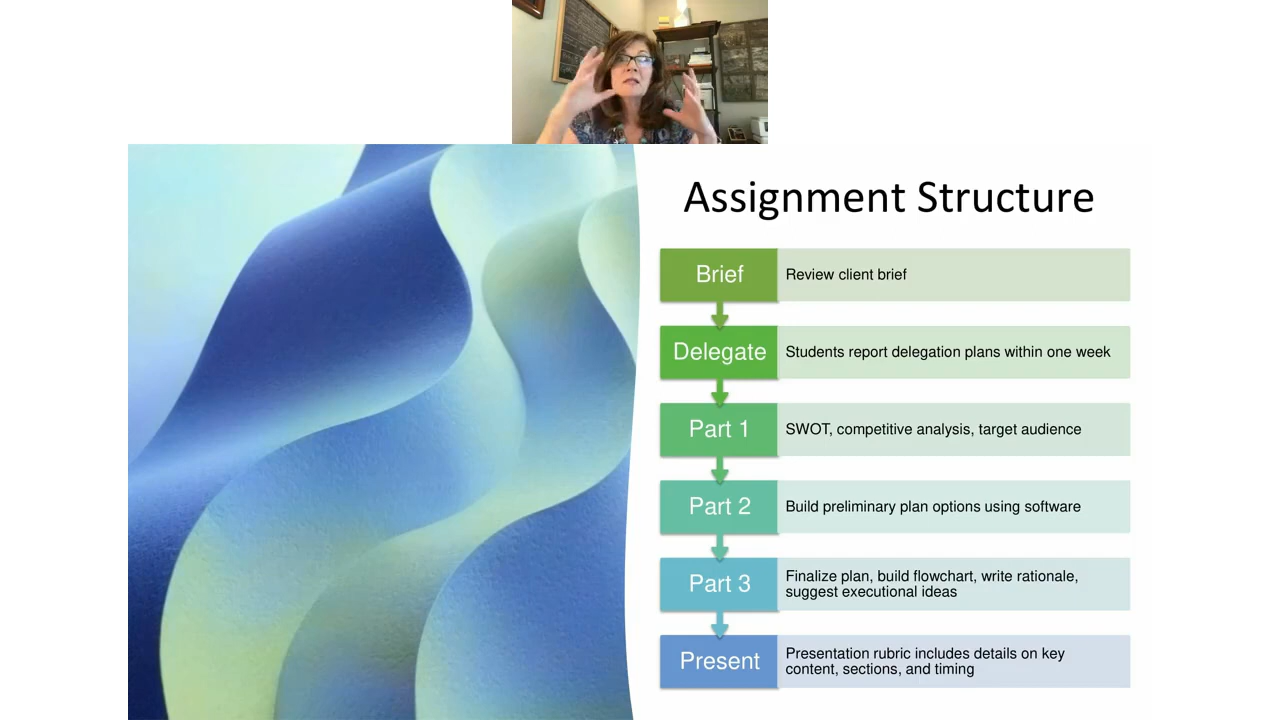 Assignment Structure
Brief
Review client brief
Delegate
Students report delegation plans within one week
Part 1
SWOT, competitive analysis, target audience
Part 2
Build preliminary plan options using software
Part 3
Finalize plan, build flowchart, write rationale,
suggest executional ideas
Present
Presentation rubric includes details on key
content, sections, and timing